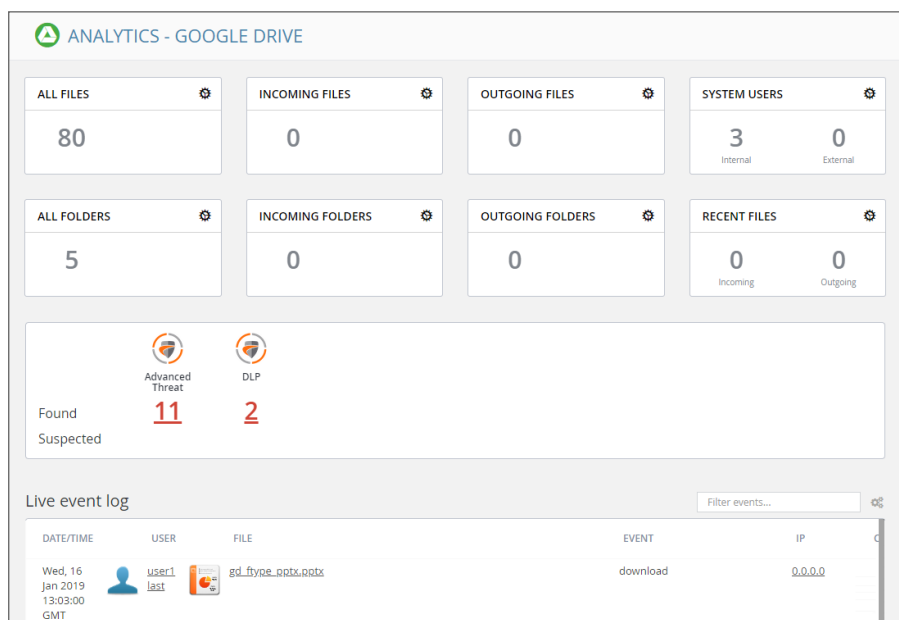 ANALYTICS - GOOGLE DRIVE
ALL FILES
80
INCOMING FILES
0
OUTGOING FILES
0
SYSTEM USERS
3 0
Internal External
ALL FOLDERS
5
INCOMING FOLDERS
0
OUTGOING FOLDERS
0
RECENT FILES
0 0
Incoming Outgoing
Advanced
Threat
DLP
Found 11 2
Suspected
Live event log
Filter events...
DATE/TIME USER FILE EVENT IP
Wed, 16
Jan 2019
13:03:00
GMT
user1
last
gd_ftype_pptx.pptx
download
0.0.0.0